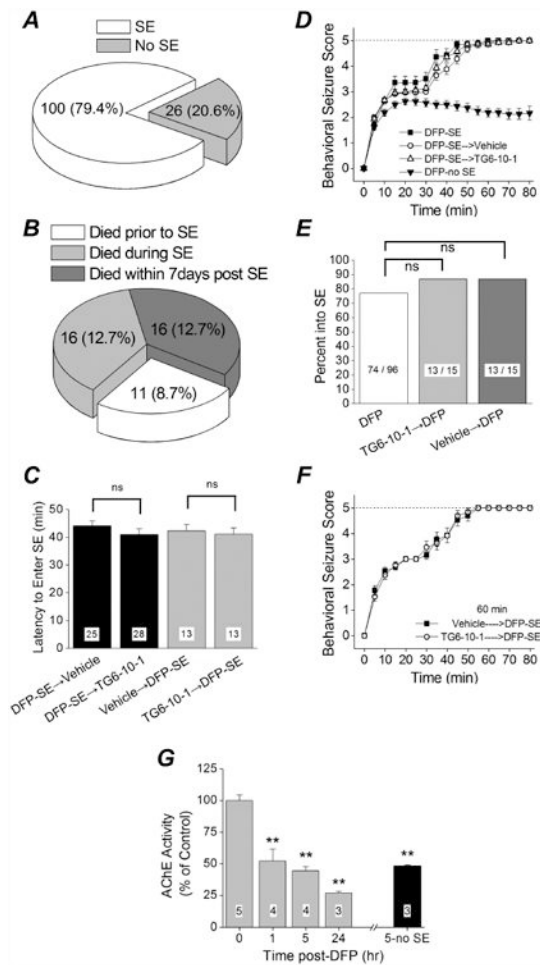 A
SE
No SE
100 (79.4%)
26 (20.6%)
B
Died prior to SE
Died during SE
Died within 7days post SE
16 (12.7%)
16 (12.7%)
11 (8.7%)
C
Latency to Enter SE (min)
50
40
30
20
10
0
ns
ns
25
28
13
13
DFP-SE→Vehicle
DFP-SE→TG6-10-1
Vehicle→DFP-SE
TG6-10-1→DFP-SE
D
Behavioral Seizure Score
5
4
3
2
1
0
DFP-SE
DFP-SE-->Vehicle
DFP-SE-->TG6-10-1
DFP-no SE
0 10 20 30 40 50 60 70 80
Time (min)
E
Percent into SE
100
90
80
70
60
50
40
30
20
10
0
ns
ns
74 / 96
13 / 15
13 / 15
DFP
TG6-10-1→DFP
Vehicle→DFP
F
Behavioral Seizure Score
5
4
3
2
1
0
60 min
Vehicle---->DFP-SE
TG6-10-1---->DFP-SE
0 10 20 30 40 50 60 70 80
Time (min)
G
AChE Activity
(% of Control)
125
100
75
50
25
0
** ** ** **
5 4 4 3 3
0 1 5 24 5-no SE
Time post-DFP (hr)